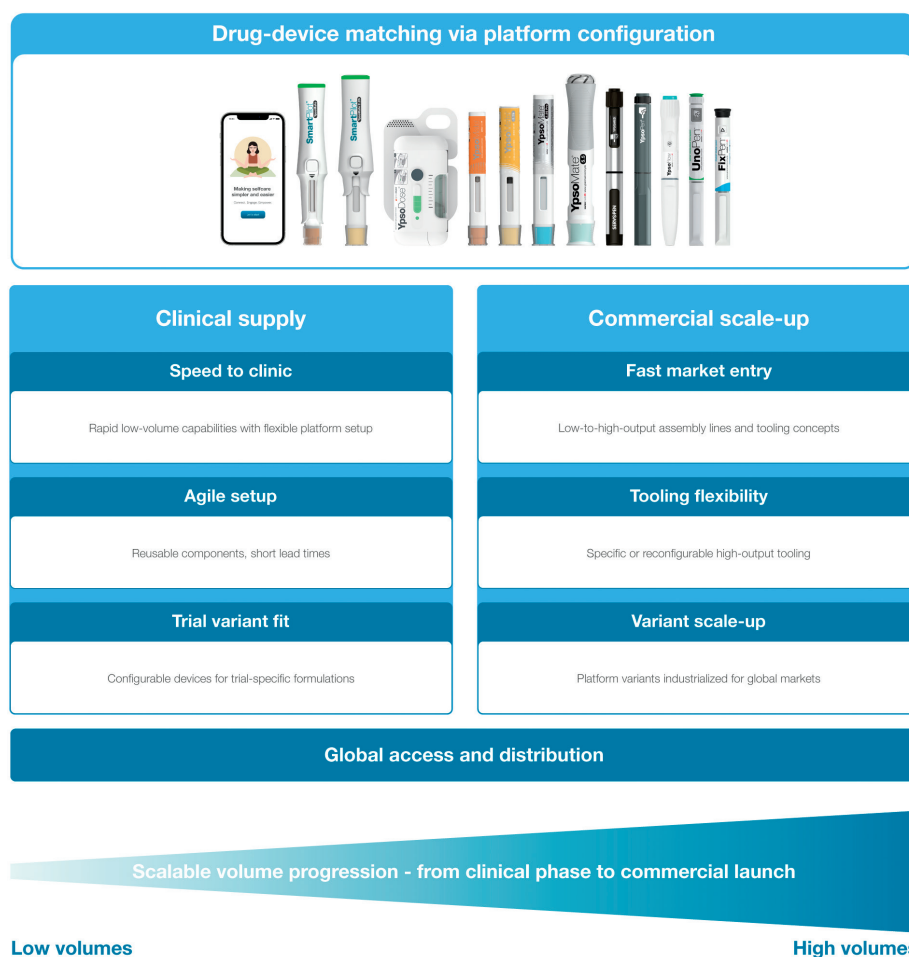 Drug-device matching via platform configuration
Making selfcare
simpler and easier
SmartPilot
SmartPilot
YpsoDose
YpsoMate
YpsoMate
SERVOPEN
UnoPen
FixPen
Clinical supply
Commercial scale-up
Speed to clinic
Fast market entry
Rapid low-volume capabilities with flexible platform setup
Low-to-high-output assembly lines and tooling concepts
Agile setup
Tooling flexibility
Reusable components, short lead times
Specific or reconfigurable high-output tooling
Trial variant fit
Variant scale-up
Configurable devices for trial-specific formulations
Platform variants industrialized for global markets
Global access and distribution
Scalable volume progression - from clinical phase to commercial launch
Low volumes
High volumes